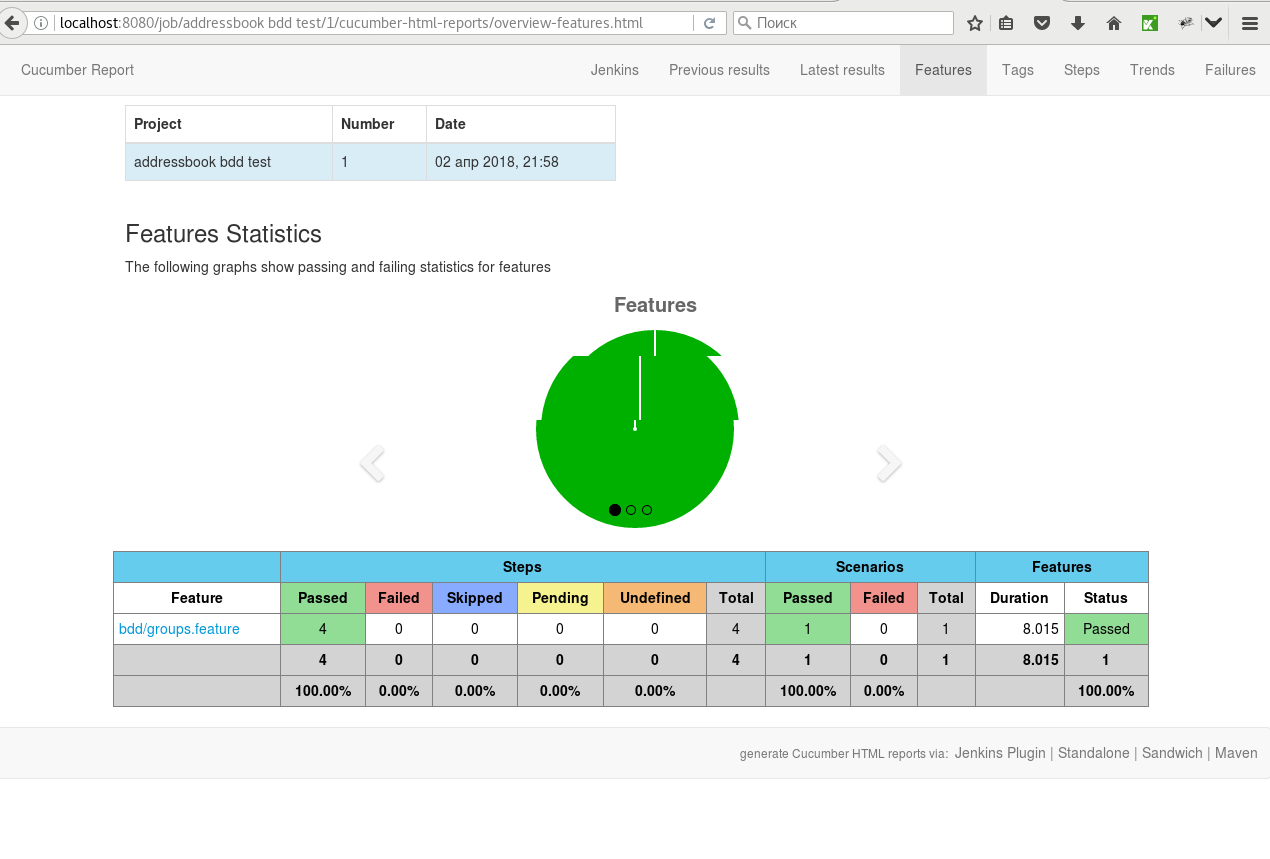 localhost:8080/job/addressbook bdd test/1/cucumber-html-reports/overview-features.html Поиск
Cucumber Report Jenkins Previous results Latest results Features Tags Steps Trends Failures
Project Number Date
addressbook bdd test 1 02 апр 2018, 21:58
Features Statistics
The following graphs show passing and failing statistics for features
Features
Steps Scenarios Features
Feature Passed Failed Skipped Pending Undefined Total Passed Failed Total Duration Status
bdd/groups.feature 4 0 0 0 0 4 1 0 1 8.015 Passed
4 0 0 0 0 4 1 0 1 8.015 1
100.00% 0.00% 0.00% 0.00% 0.00% 100.00% 0.00% 100.00%
generate Cucumber HTML reports via: Jenkins Plugin | Standalone | Sandwich | Maven